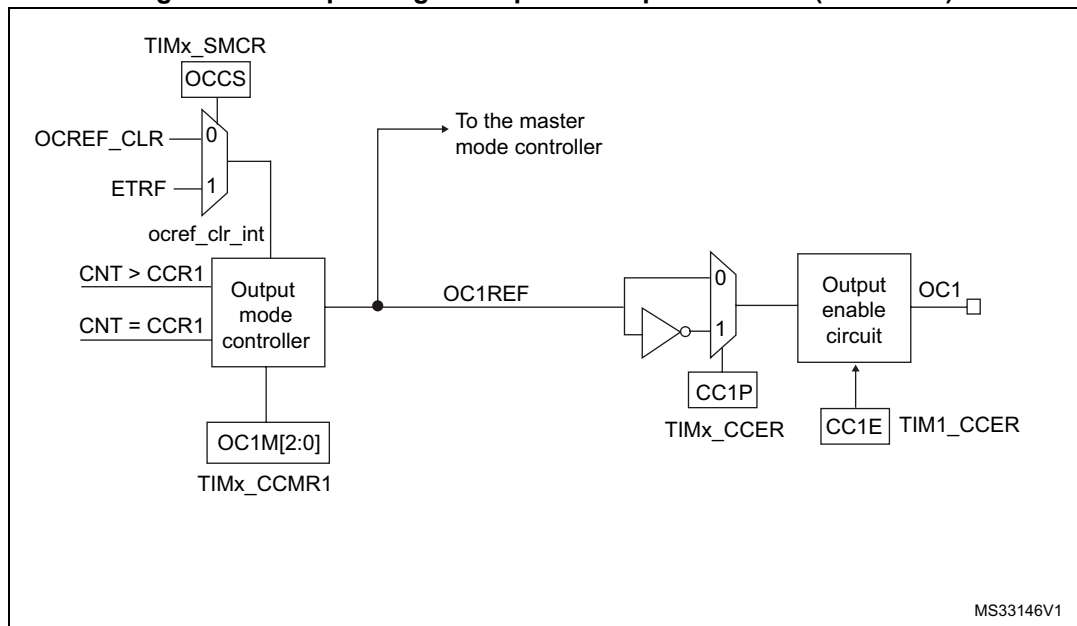 TIMx_SMCR
OCCS
OCREF_CLR
0
ETRF
1
ocref_clr_int
To the master
mode controller
CNT > CCR1
CNT = CCR1
Output
mode
controller
OC1REF
0
1
Output
enable
circuit
OC1
CC1P
TIMx_CCER
CC1E
TIM1_CCER
OC1M[2:0]
TIMx_CCMR1
MS33146V1